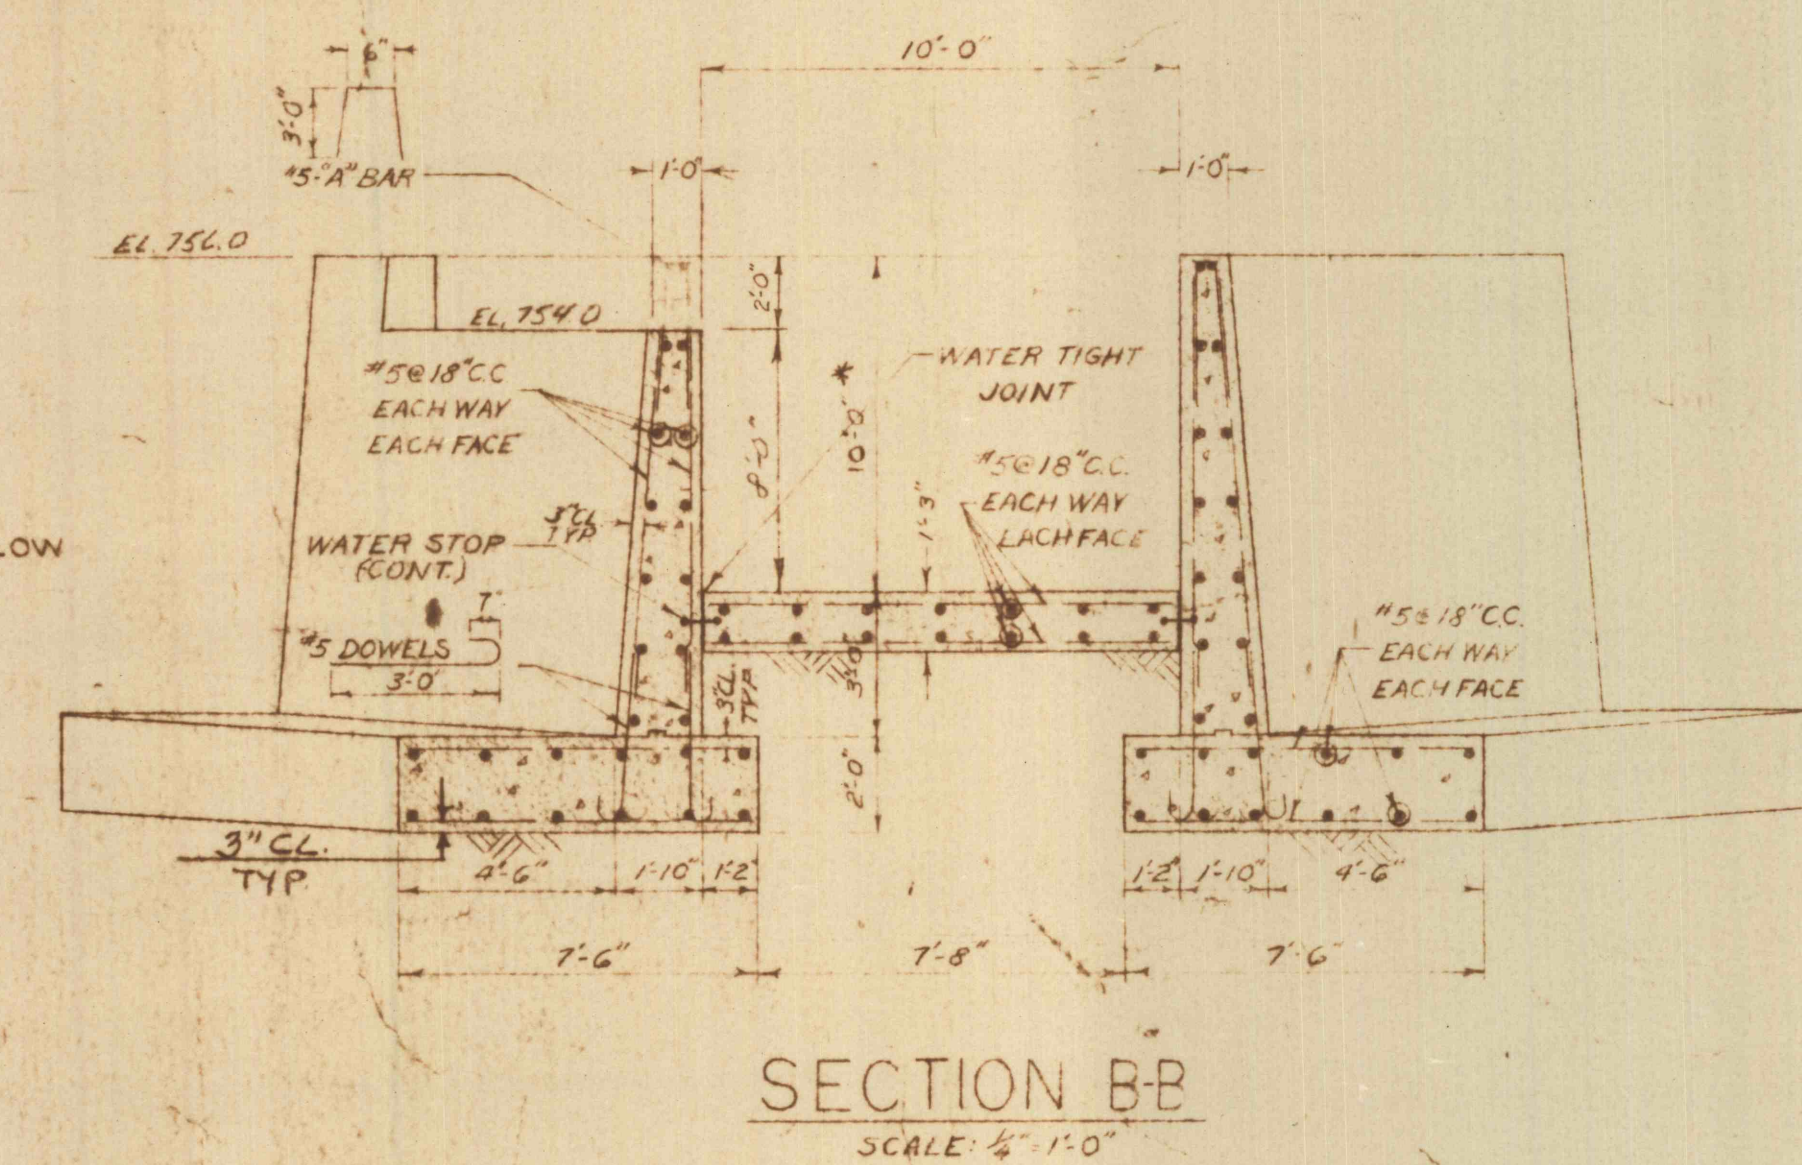 6"
10'-0"
3'-0"
#5-"A" BAR
1'-0"
1'-0"
EL. 756.0
EL. 754.0
2'-0"
#5@18"C.C
EACH WAY
EACH FACE
WATER TIGHT
JOINT
8'-0"
10'-0" *
#5@18"C.C.
EACH WAY
EACH FACE
1'-3"
3"CL
TYP
WATER STOP
(CONT.)
LOW
7"
#5 DOWELS
3'-0"
3"CL.
TYP
3'-0"
#5@18"C.C.
EACH WAY
EACH FACE
2'-0"
3" CL.
TYP.
4'-6"
1'-10"
1'-2"
1'-2"
1'-10"
4'-6"
7'-6"
7'-8"
7'-6"
SECTION B-B
SCALE: 1/4" = 1'-0"